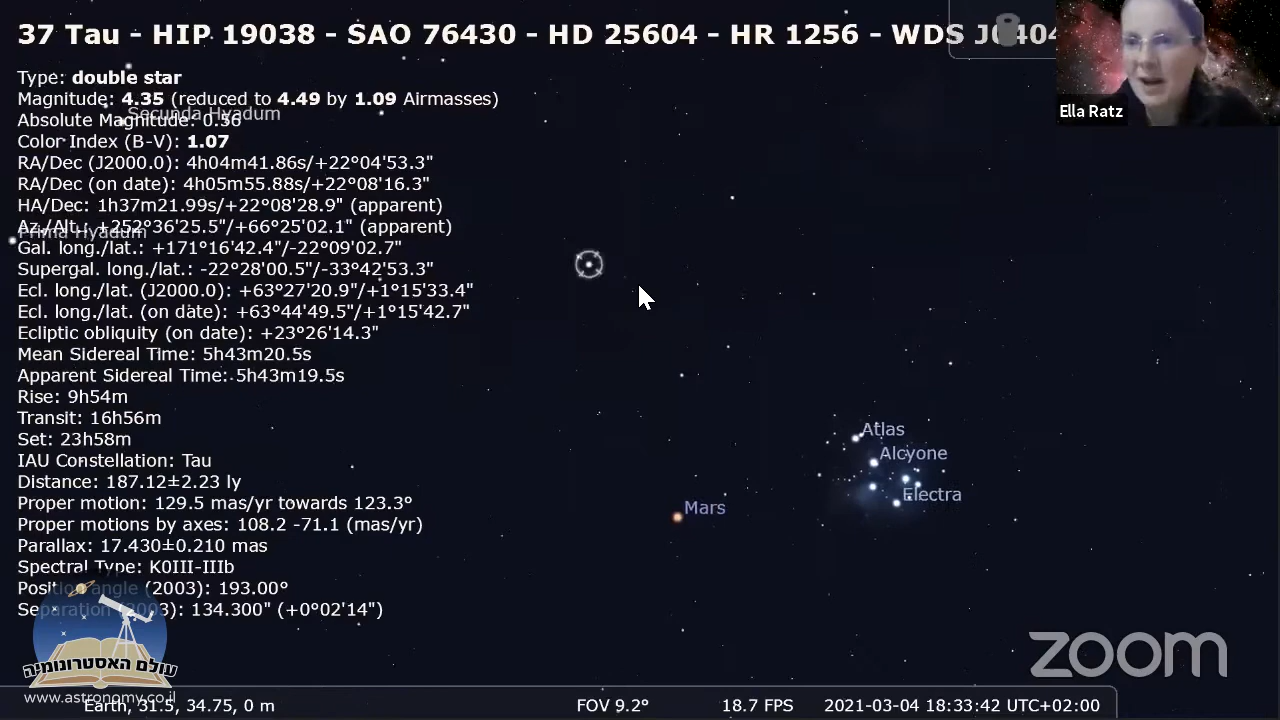 37 Tau - HIP 19038 - SAO 76430 - HD 25604 - HR 1256 - WDS J0404
Ella Ratz
Type: double star
Magnitude: 4.35 (reduced to 4.49 by 1.09 Airmasses)
Secunda Hyadum
Absolute Magnitude: 0.56
Color Index (B-V): 1.07
RA/Dec (J2000.0): 4h04m41.86s/+22°04'53.3"
RA/Dec (on date): 4h05m55.88s/+22°08'16.3"
HA/Dec: 1h37m21.99s/+22°08'28.9" (apparent)
Az./Alt.: +252°36'25.5"/+66°25'02.1" (apparent)
Prima Hyadum
Gal. long./lat.: +171°16'42.4"/-22°09'02.7"
Supergal. long./lat.: -22°28'00.5"/-33°42'53.3"
Ecl. long./lat. (J2000.0): +63°27'20.9"/+1°15'33.4"
Ecl. long./lat. (on date): +63°44'49.5"/+1°15'42.7"
Ecliptic obliquity (on date): +23°26'14.3"
Mean Sidereal Time: 5h43m20.5s
Apparent Sidereal Time: 5h43m19.5s
Rise: 9h54m
Transit: 16h56m
Set: 23h58m
IAU Constellation: Tau
Distance: 187.12±2.23 ly
Proper motion: 129.5 mas/yr towards 123.3°
Proper motions by axes: 108.2 -71.1 (mas/yr)
Parallax: 17.430±0.210 mas
Spectral Type: K0III-IIIb
Position angle (2003): 193.00°
Separation (2003): 134.300" (+0°02'14")
Atlas
Alcyone
Electra
Mars
עולם האסטרונומיה
www.astronomy.co.il
zoom
Earth, 31.5, 34.75, 0 m
FOV 9.2°
18.7 FPS
2021-03-04 18:33:42 UTC+02:00